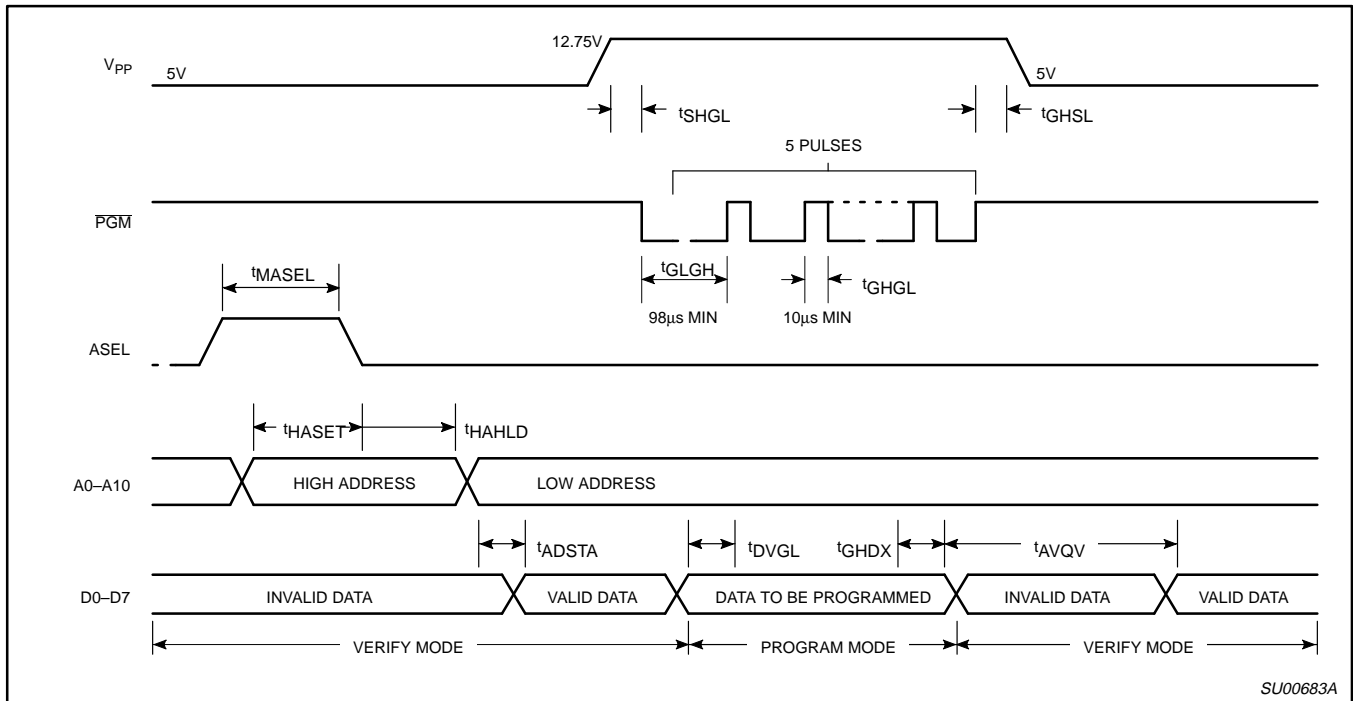 12.75V
VPP
5V
5V
tSHGL
tGHSL
5 PULSES
PGM
tMASEL
tGLGH
tGHGL
98µs MIN
10µs MIN
ASEL
tHASET
tHAHLD
A0–A10
HIGH ADDRESS
LOW ADDRESS
tADSTA
tDVGL
tGHDX
tAVQV
D0–D7
INVALID DATA
VALID DATA
DATA TO BE PROGRAMMED
INVALID DATA
VALID DATA
VERIFY MODE
PROGRAM MODE
VERIFY MODE
SU00683A